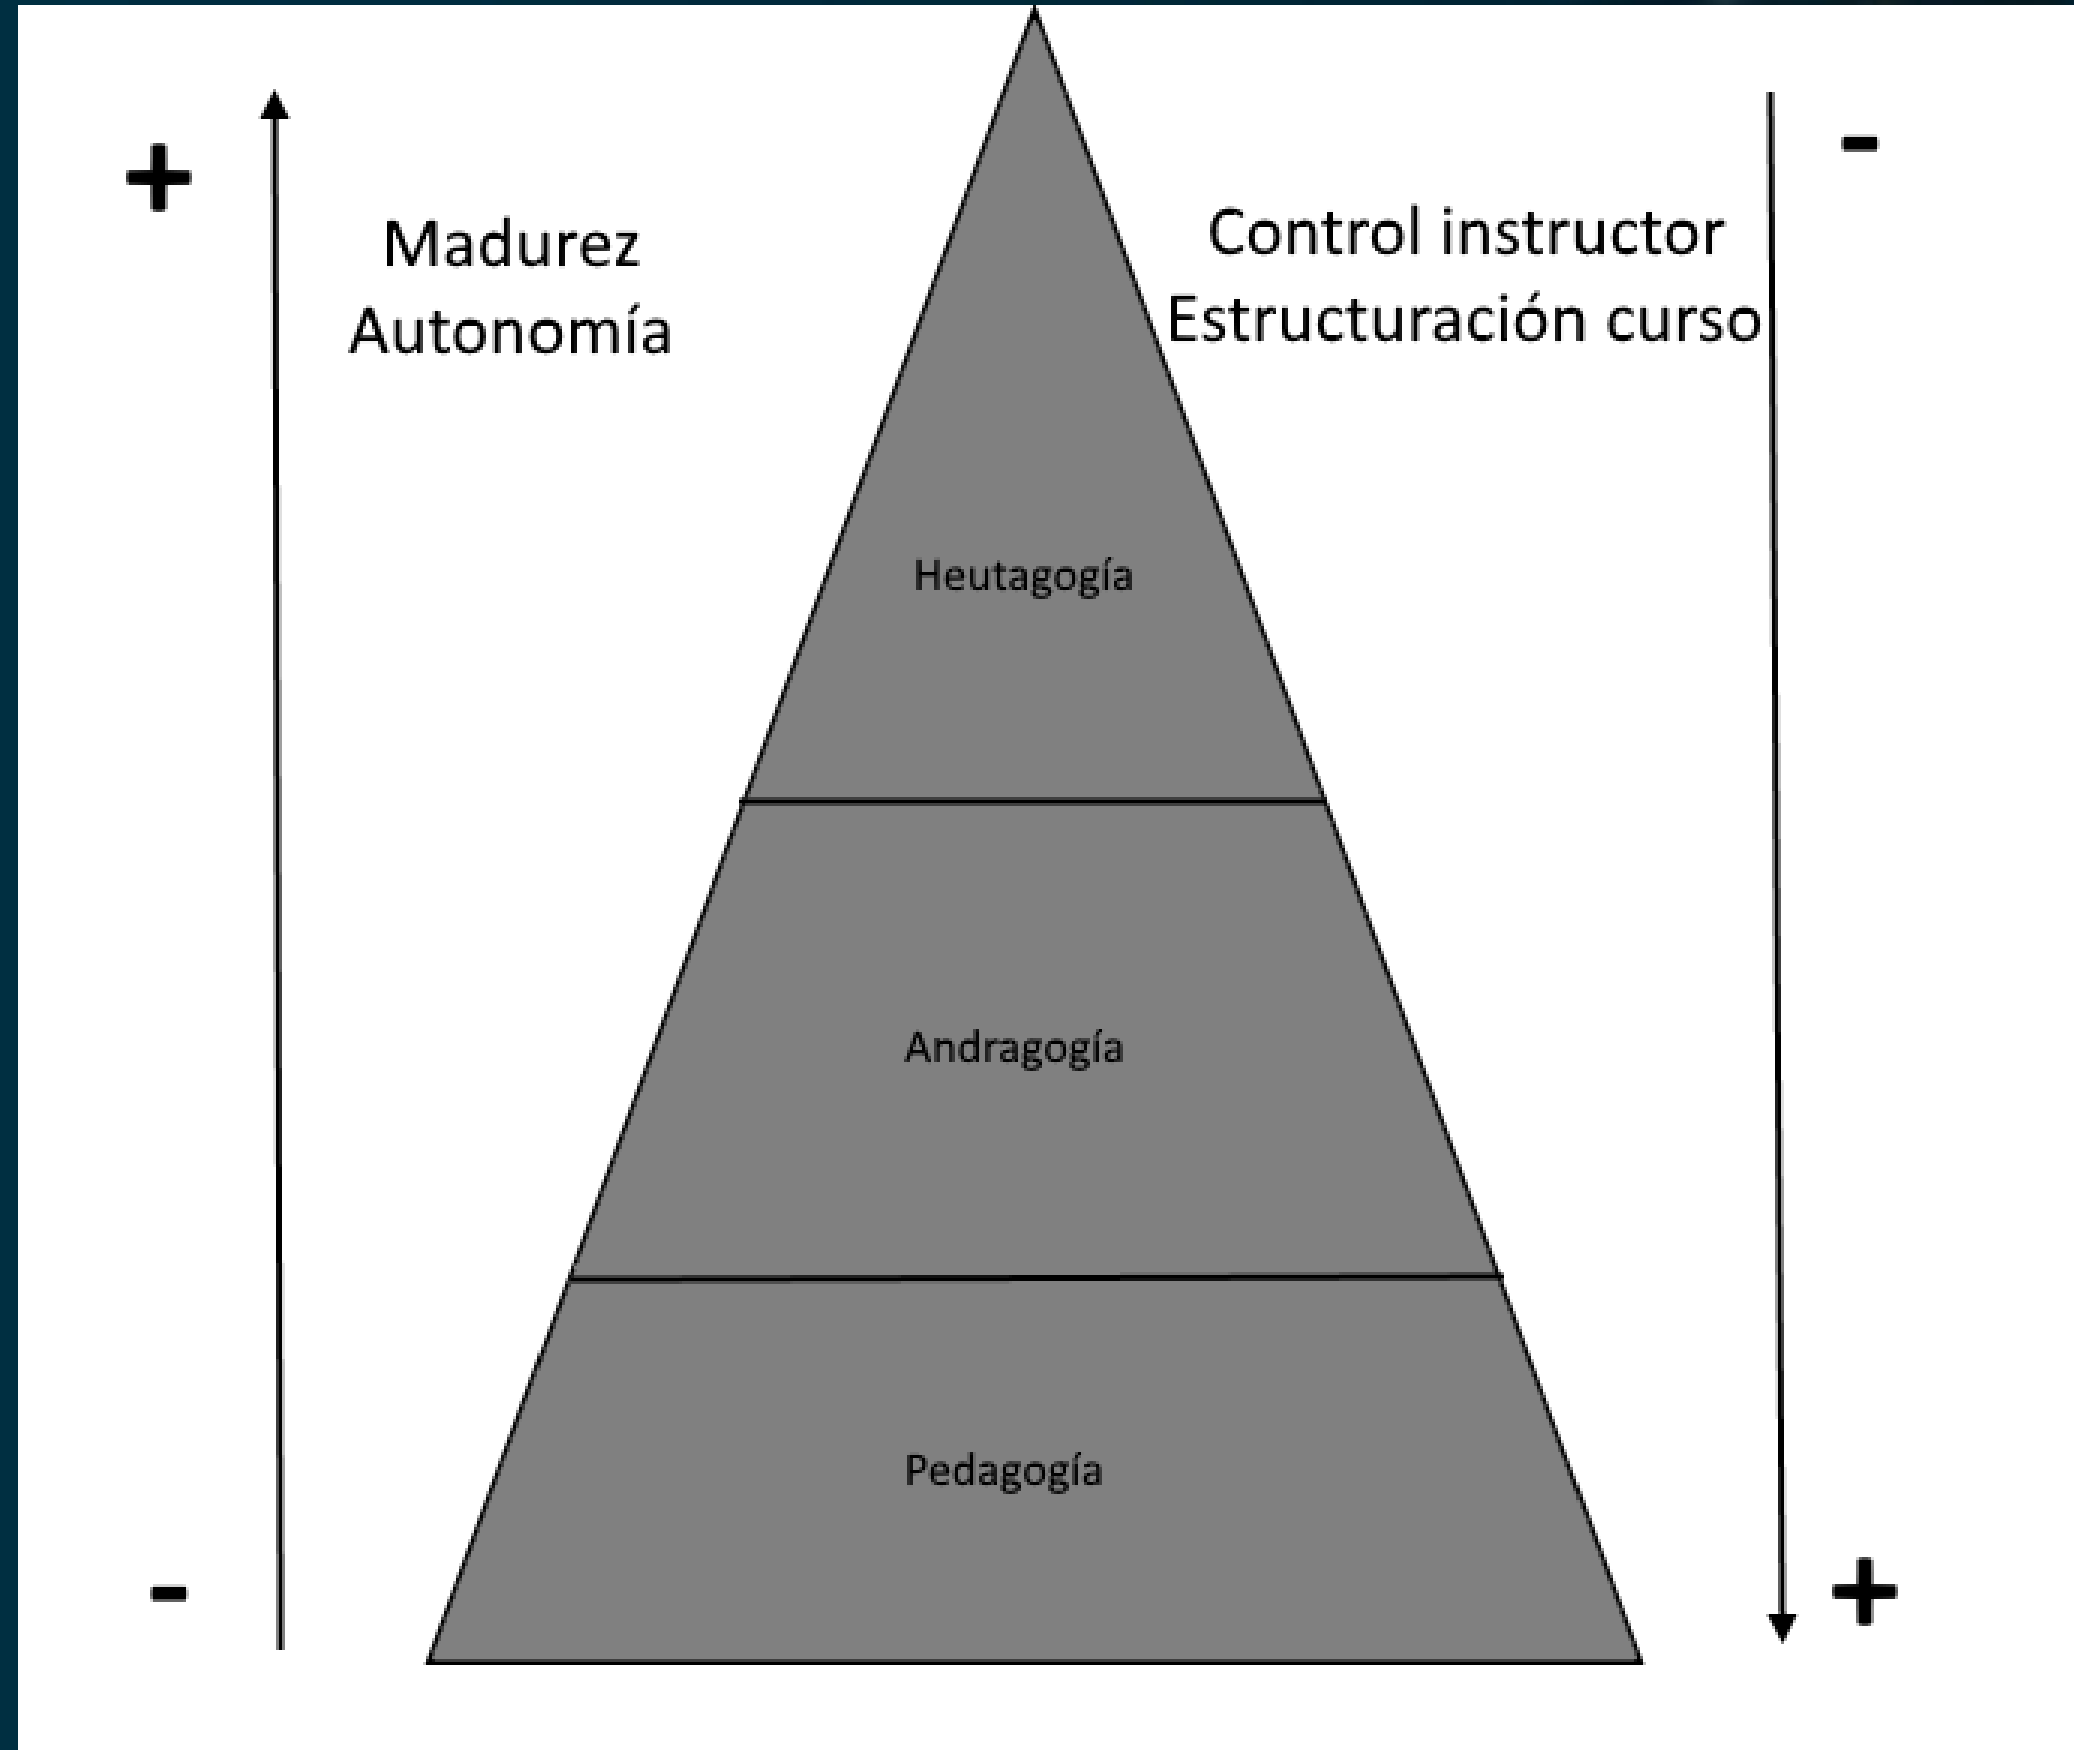 +
-
Madurez
Autonomía
Control instructor
Estructuración curso
Heutagogía
Andragogía
Pedagogía
-
+